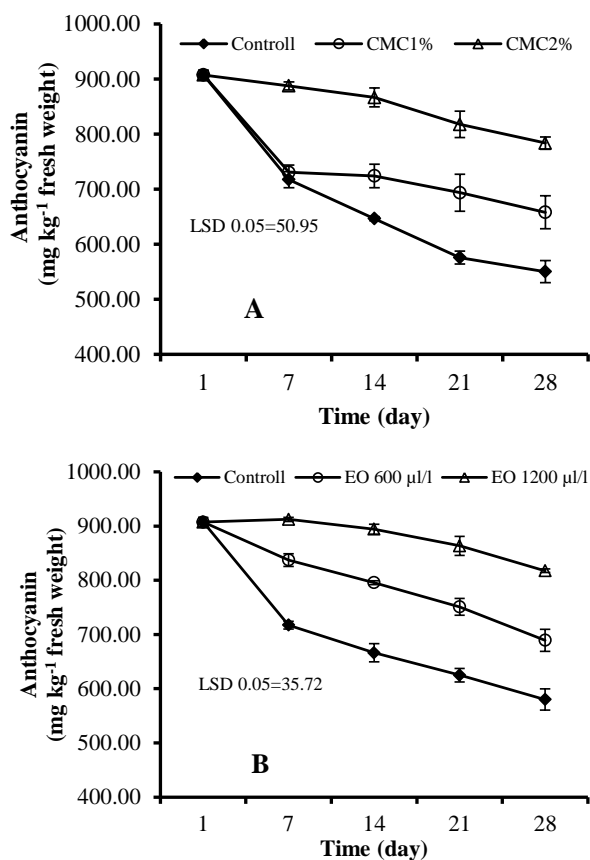 Controll CMC1% CMC2%
1000.00
900.00
800.00
700.00
600.00
500.00
400.00
Anthocyanin
(mg kg⁻¹ fresh weight)
LSD 0.05=50.95
A
1 7 14 21 28
Time (day)
Controll EO 600 µl/l EO 1200 µl/l
1000.00
900.00
800.00
700.00
600.00
500.00
400.00
Anthocyanin
(mg kg⁻¹ fresh weight)
LSD 0.05=35.72
B
1 7 14 21 28
Time (day)